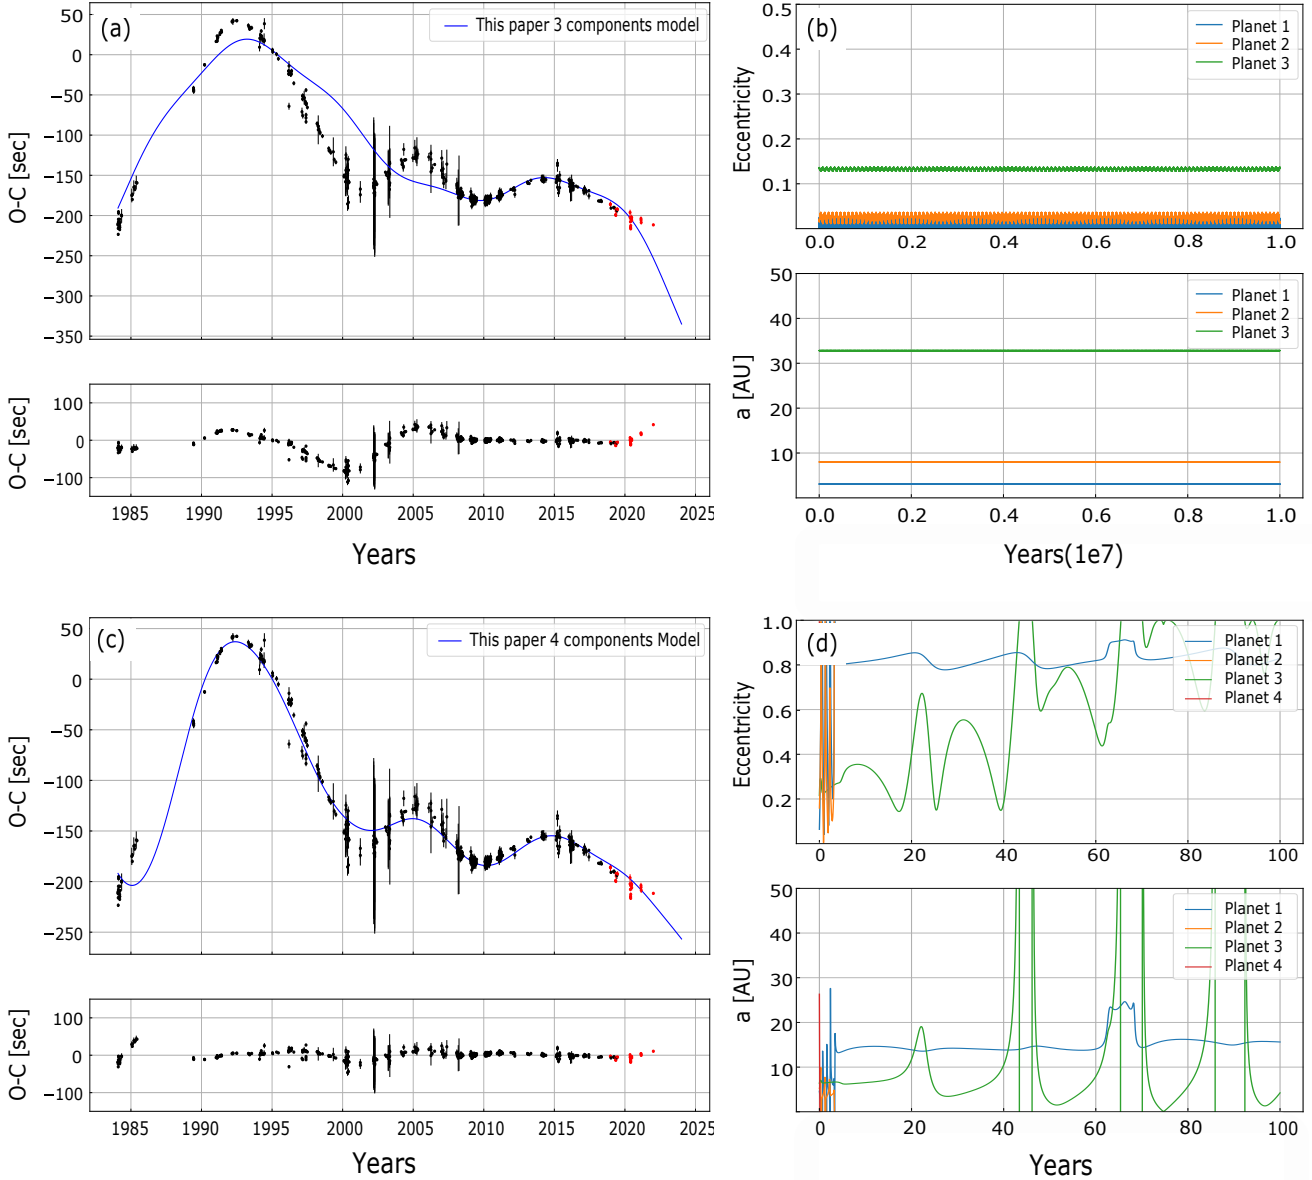 (a)
This paper 3 components model
50
0
−50
−100
−150
−200
−250
−300
−350
O-C [sec]
100
0
−100
O-C [sec]
1985
1990
1995
2000
2005
2010
2015
2020
2025
Years
(b)
Planet 1
Planet 2
Planet 3
0.5
0.4
0.3
0.2
0.1
Eccentricity
0.0
0.2
0.4
0.6
0.8
1.0
Planet 1
Planet 2
Planet 3
50
40
30
20
10
a [AU]
0.0
0.2
0.4
0.6
0.8
1.0
Years(1e7)
(c)
This paper 4 components Model
50
0
−50
−100
−150
−200
−250
O-C [sec]
100
0
−100
O-C [sec]
1985
1990
1995
2000
2005
2010
2015
2020
2025
Years
(d)
Planet 1
Planet 2
Planet 3
Planet 4
1.0
0.8
0.6
0.4
0.2
Eccentricity
0
20
40
60
80
100
Planet 1
Planet 2
Planet 3
Planet 4
50
40
30
20
10
a [AU]
0
20
40
60
80
100
Years